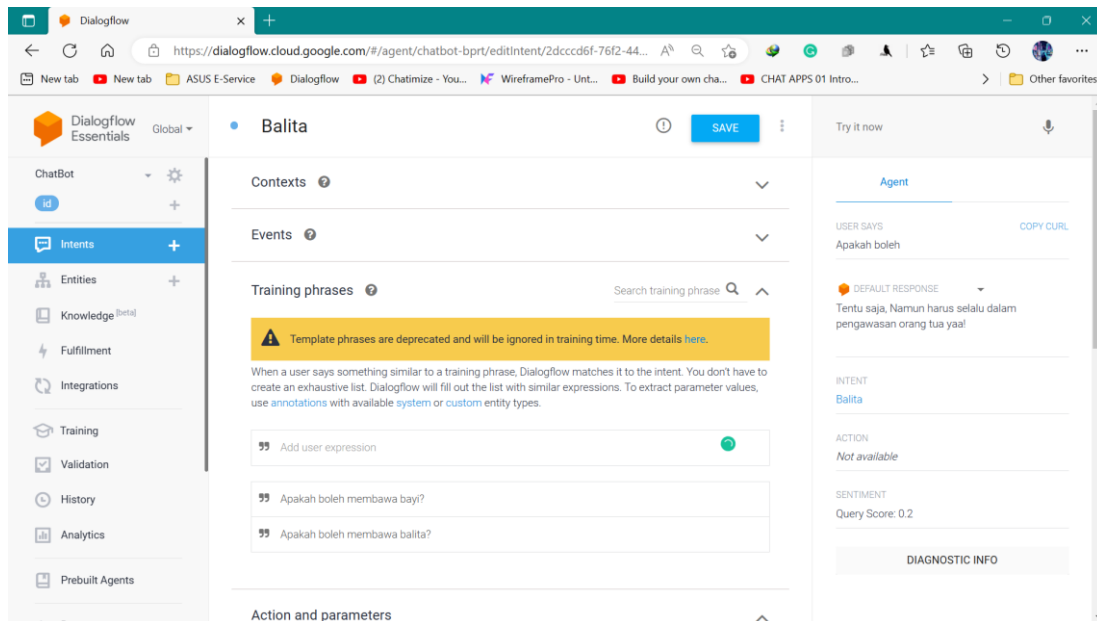 Dialogflow
https://dialogflow.cloud.google.com/#/agent/chatbot-bprt/editIntent/2dcccd6f-76f2-44...
New tab New tab ASUS E-Service Dialogflow (2) Chatimize - You... WireframePro - Unt... Build your own cha... CHAT APPS 01 Intro... Other favorites
Dialogflow
Essentials
Global
ChatBot
id
Intents
Entities
Knowledge [beta]
Fulfillment
Integrations
Training
Validation
History
Analytics
Prebuilt Agents
Balita
SAVE
Contexts
Events
Training phrases
Search training phrase
Template phrases are deprecated and will be ignored in training time. More details here.
When a user says something similar to a training phrase, Dialogflow matches it to the intent. You don't have to
create an exhaustive list. Dialogflow will fill out the list with similar expressions. To extract parameter values,
use annotations with available system or custom entity types.
Add user expression
Apakah boleh membawa bayi?
Apakah boleh membawa balita?
Action and parameters
Try it now
Agent
USER SAYS COPY CURL
Apakah boleh
DEFAULT RESPONSE
Tentu saja, Namun harus selalu dalam
pengawasan orang tua yaa!
INTENT
Balita
ACTION
Not available
SENTIMENT
Query Score: 0.2
DIAGNOSTIC INFO